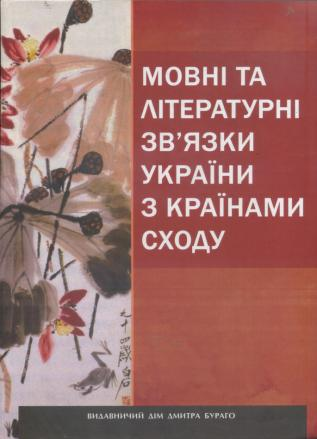 МОВНІ ТА
ЛІТЕРАТУРНІ
ЗВ'ЯЗКИ
УКРАЇНИ
З КРАЇНАМИ
СХОДУ
ВИДАВНИЧИЙ ДІМ ДМИТРА БУРАГО